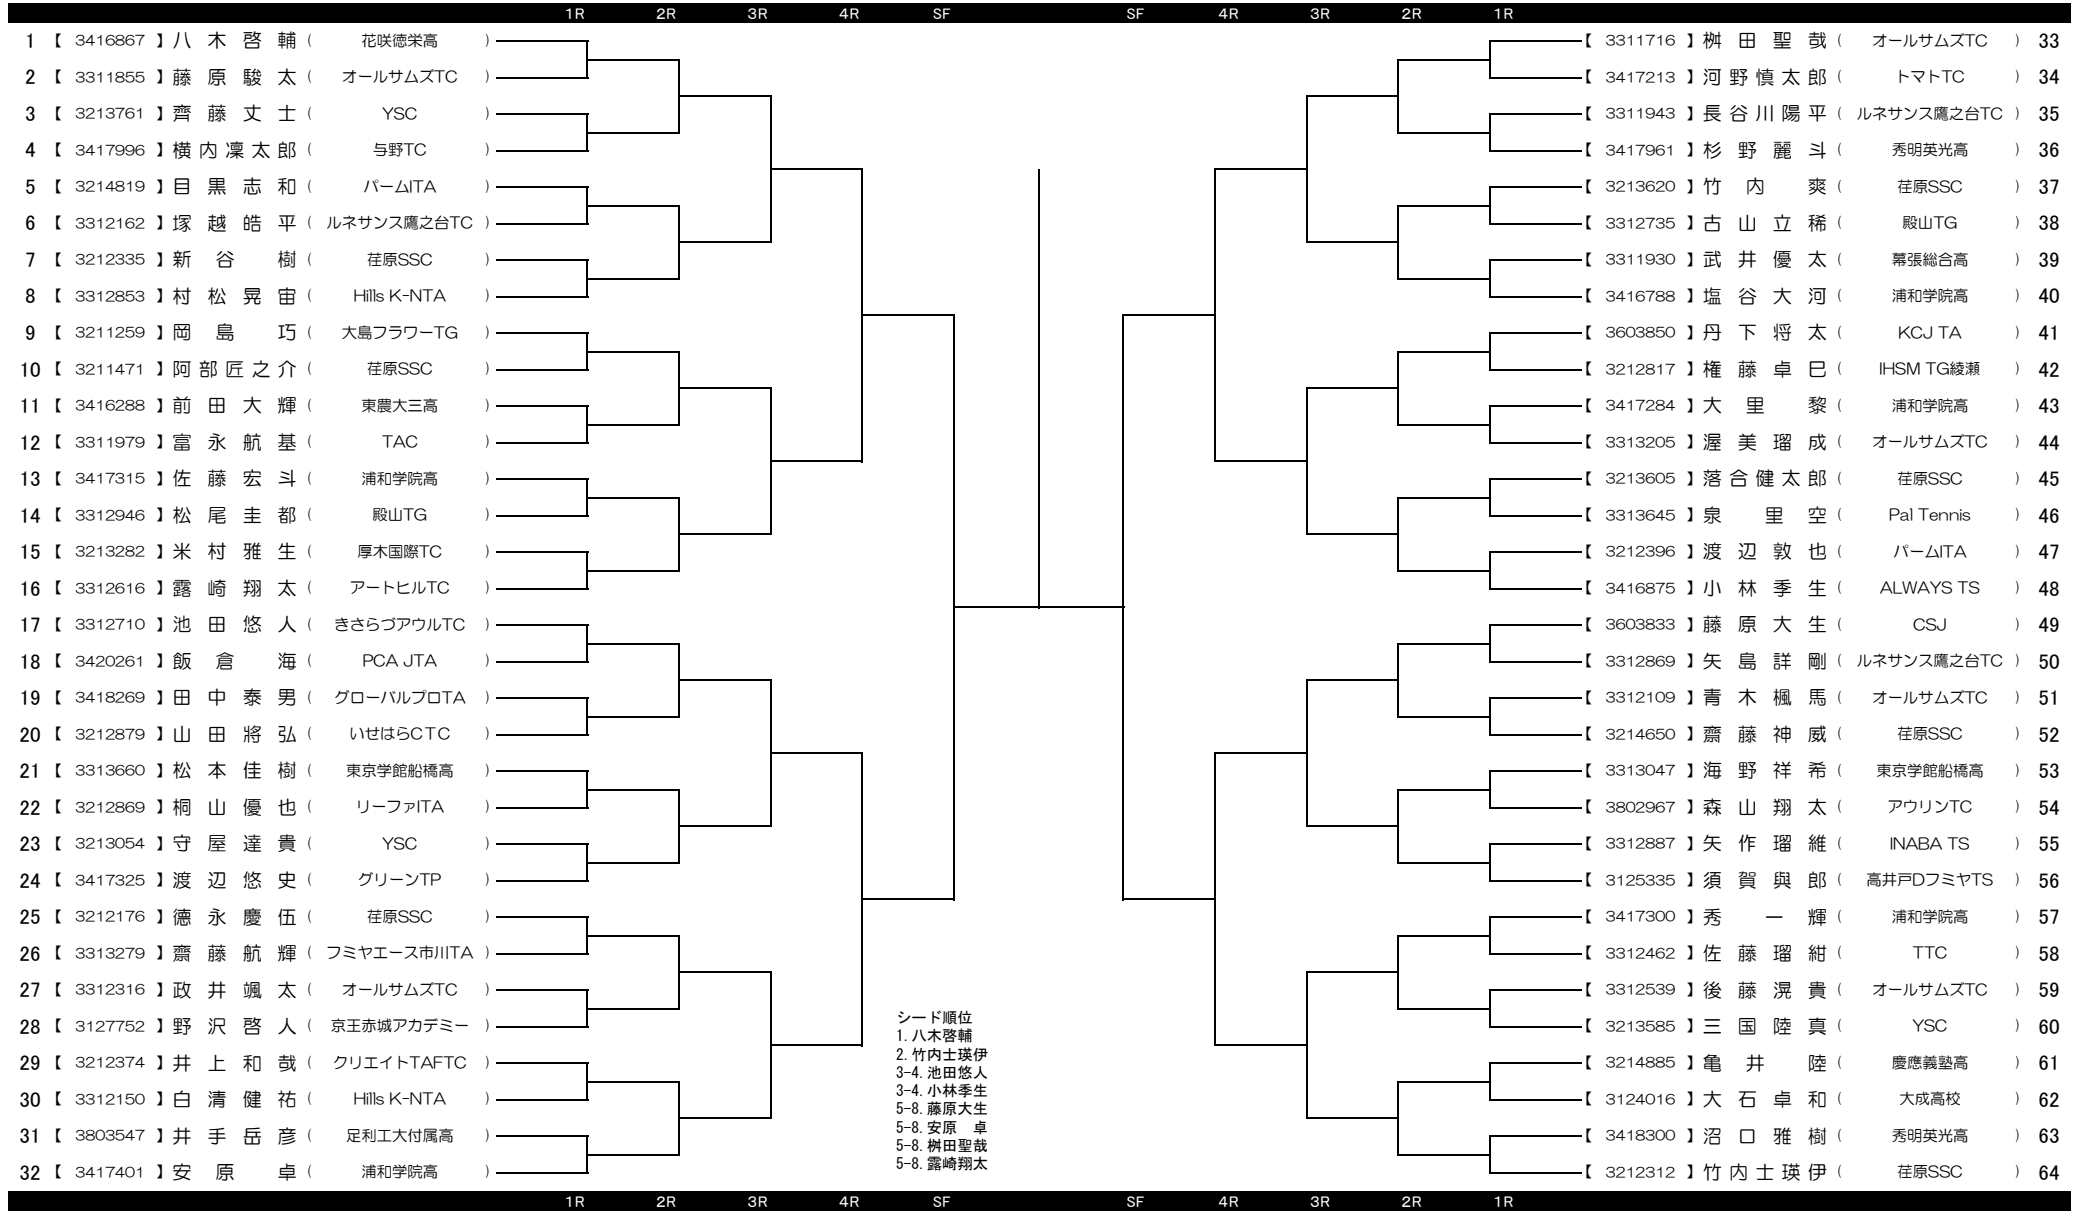 1R 2R 3R 4R SF SF 4R 3R 2R 1R
1 【 3416867 】 八木啓輔 ( 花咲徳栄高 )
2 【 3311855 】 藤原駿太 ( オールサムズTC )
3 【 3213761 】 齊藤丈士 ( YSC )
4 【 3417996 】 横内凜太郎 ( 与野TC )
5 【 3214819 】 目黒志和 ( パームITA )
6 【 3312162 】 塚越皓平 ( ルネサンス鷹之台TC )
7 【 3212335 】 新谷樹 ( 荏原SSC )
8 【 3312853 】 村松晃宙 ( Hills K-NTA )
9 【 3211259 】 岡島巧 ( 大島フラワーTG )
10 【 3211471 】 阿部匠之介 ( 荏原SSC )
11 【 3416288 】 前田大輝 ( 東農大三高 )
12 【 3311979 】 富永航基 ( TAC )
13 【 3417315 】 佐藤宏斗 ( 浦和学院高 )
14 【 3312946 】 松尾圭都 ( 殿山TG )
15 【 3213282 】 米村雅生 ( 厚木国際TC )
16 【 3312616 】 露崎翔太 ( アートヒルTC )
17 【 3312710 】 池田悠人 ( きさらづアウルTC )
18 【 3420261 】 飯倉海 ( PCA JTA )
19 【 3418269 】 田中泰男 ( グローバルプロTA )
20 【 3212879 】 山田將弘 ( いせはらCTC )
21 【 3313660 】 松本佳樹 ( 東京学館船橋高 )
22 【 3212869 】 桐山優也 ( リーファITA )
23 【 3213054 】 守屋達貴 ( YSC )
24 【 3417325 】 渡辺悠史 ( グリーンTP )
25 【 3212176 】 德永慶伍 ( 荏原SSC )
26 【 3313279 】 齋藤航輝 ( フミヤエース市川ITA )
27 【 3312316 】 政井颯太 ( オールサムズTC )
28 【 3127752 】 野沢啓人 ( 京王赤城アカデミー )
29 【 3212374 】 井上和哉 ( クリエイトTAFTC )
30 【 3312150 】 白清健祐 ( Hills K-NTA )
31 【 3803547 】 井手岳彦 ( 足利工大付属高 )
32 【 3417401 】 安原卓 ( 浦和学院高 )
シード順位
1. 八木啓輔
2. 竹内士瑛伊
3-4. 池田悠人
3-4. 小林季生
5-8. 藤原大生
5-8. 安原 卓
5-8. 桝田聖哉
5-8. 露崎翔太
【 3311716 】 桝田聖哉 ( オールサムズTC ) 33
【 3417213 】 河野慎太郎 ( トマトTC ) 34
【 3311943 】 長谷川陽平 ( ルネサンス鷹之台TC ) 35
【 3417961 】 杉野麗斗 ( 秀明英光高 ) 36
【 3213620 】 竹内爽 ( 荏原SSC ) 37
【 3312735 】 古山立稀 ( 殿山TG ) 38
【 3311930 】 武井優太 ( 幕張総合高 ) 39
【 3416788 】 塩谷大河 ( 浦和学院高 ) 40
【 3603850 】 丹下将太 ( KCJ TA ) 41
【 3212817 】 権藤卓巳 ( IHSM TG綾瀬 ) 42
【 3417284 】 大里黎 ( 浦和学院高 ) 43
【 3313205 】 渥美瑠成 ( オールサムズTC ) 44
【 3213605 】 落合健太郎 ( 荏原SSC ) 45
【 3313645 】 泉里空 ( Pal Tennis ) 46
【 3212396 】 渡辺敦也 ( パームITA ) 47
【 3416875 】 小林季生 ( ALWAYS TS ) 48
【 3603833 】 藤原大生 ( CSJ ) 49
【 3312869 】 矢島詳剛 ( ルネサンス鷹之台TC ) 50
【 3312109 】 青木楓馬 ( オールサムズTC ) 51
【 3214650 】 齋藤神威 ( 荏原SSC ) 52
【 3313047 】 海野祥希 ( 東京学館船橋高 ) 53
【 3802967 】 森山翔太 ( アウリンTC ) 54
【 3312887 】 矢作瑠維 ( INABA TS ) 55
【 3125335 】 須賀與郎 ( 高井戸DフミヤTS ) 56
【 3417300 】 秀一輝 ( 浦和学院高 ) 57
【 3312462 】 佐藤瑠紺 ( TTC ) 58
【 3312539 】 後藤滉貴 ( オールサムズTC ) 59
【 3213585 】 三国陸真 ( YSC ) 60
【 3214885 】 亀井陸 ( 慶應義塾高 ) 61
【 3124016 】 大石卓和 ( 大成高校 ) 62
【 3418300 】 沼口雅樹 ( 秀明英光高 ) 63
【 3212312 】 竹内士瑛伊 ( 荏原SSC ) 64
1R 2R 3R 4R SF SF 4R 3R 2R 1R